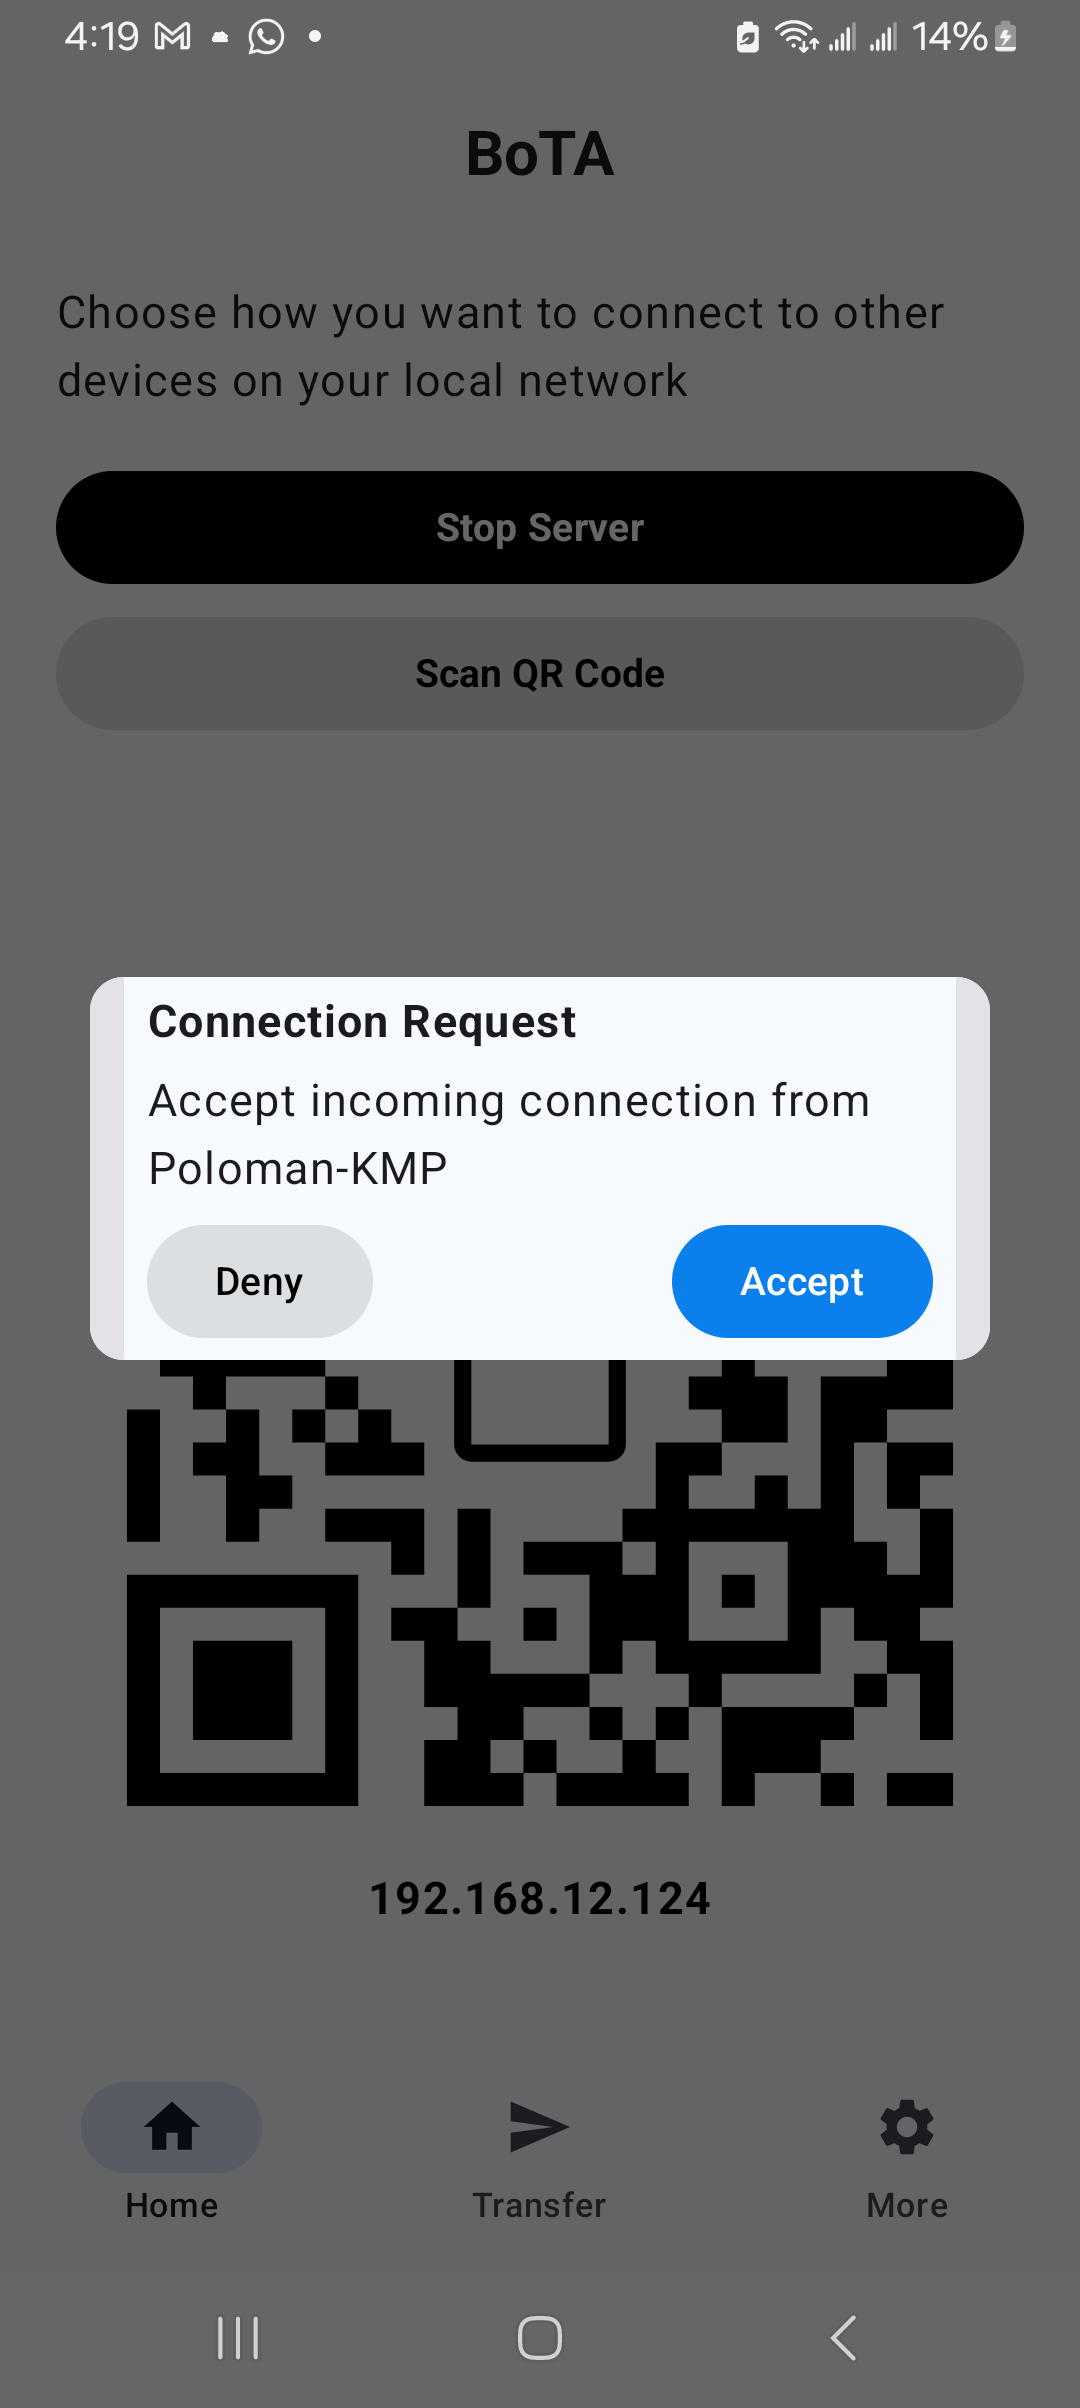 4:19
14%
BoTA
Choose how you want to connect to other
devices on your local network
Stop Server
Scan QR Code
Connection Request
Accept incoming connection from
Poloman-KMP
Deny
Accept
192.168.12.124
Home
Transfer
More